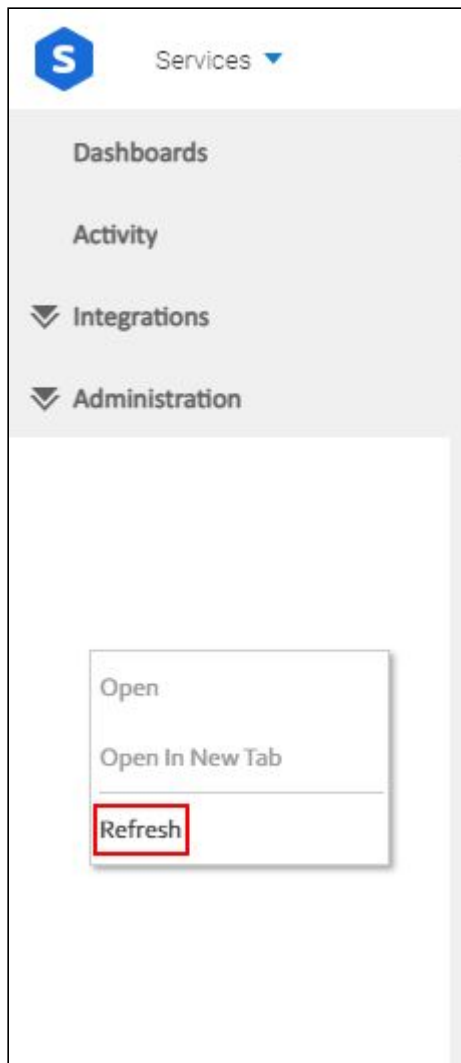 S
Services
Dashboards
Activity
Integrations
Administration
Open
Open In New Tab
Refresh